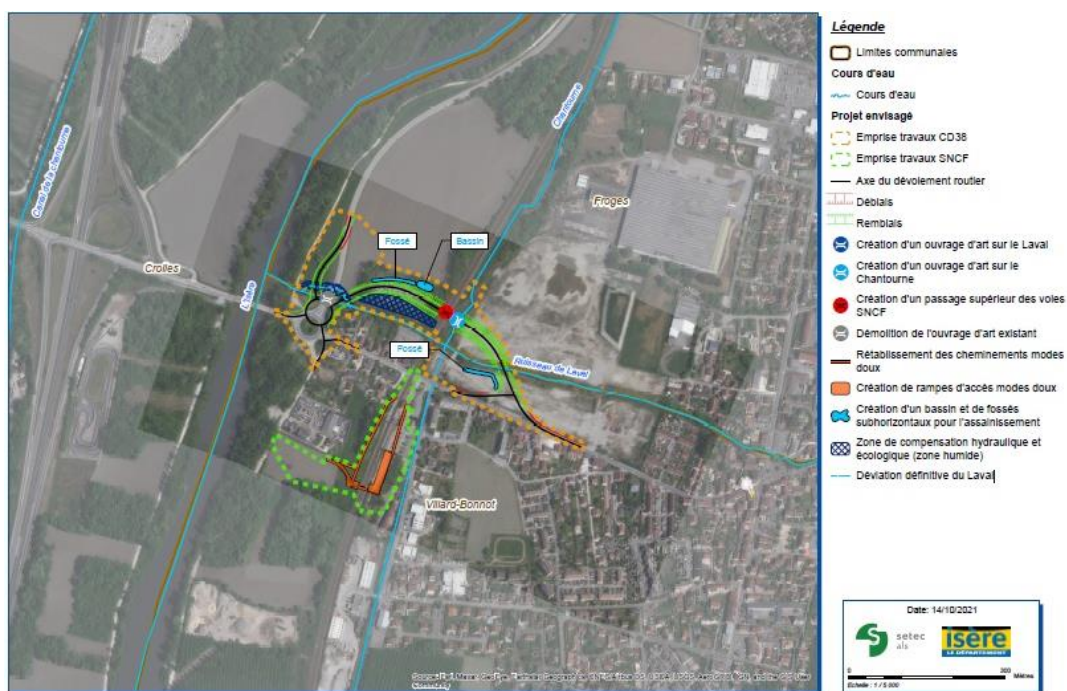 Légende
Limites communales
Cours d'eau
Cours d'eau
Projet envisagé
Emprise travaux CD38
Emprise travaux SNCF
Axe du dévoiement routier
Déblais
Remblais
Création d'un ouvrage d'art sur le Laval
Création d'un ouvrage d'art sur le
Chantourne
Création d'un passage supérieur des voies
SNCF
Démolition de l'ouvrage d'art existant
Rétablissement des cheminements modes
doux
Création de rampes d'accès modes doux
Création d'un bassin et de fossés
subhorizontaux pour l'assainissement
Zone de compensation hydraulique et
écologique (zone humide)
Déviation définitive du Laval
Canal de la chantourne
Chantourne
Froges
Fossé
Bassin
Crolles
L'Isère
Fossé
Ruisseau de Laval
Villard-Bonnot
Date: 14/10/2021
setec
als
isère
LE DÉPARTEMENT
0
Mètres
Echelle : 1 / 5 000